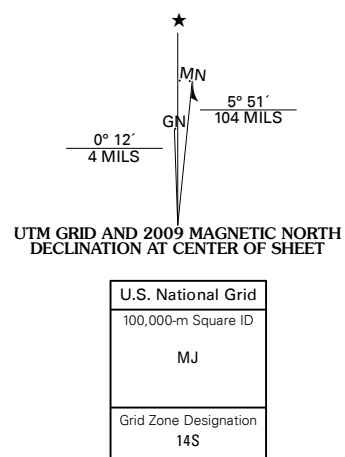 ★
MN
GN
5° 51´
104 MILS
0° 12´
4 MILS
UTM GRID AND 2009 MAGNETIC NORTH
DECLINATION AT CENTER OF SHEET
U.S. National Grid
100,000-m Square ID
MJ
Grid Zone Designation
14S